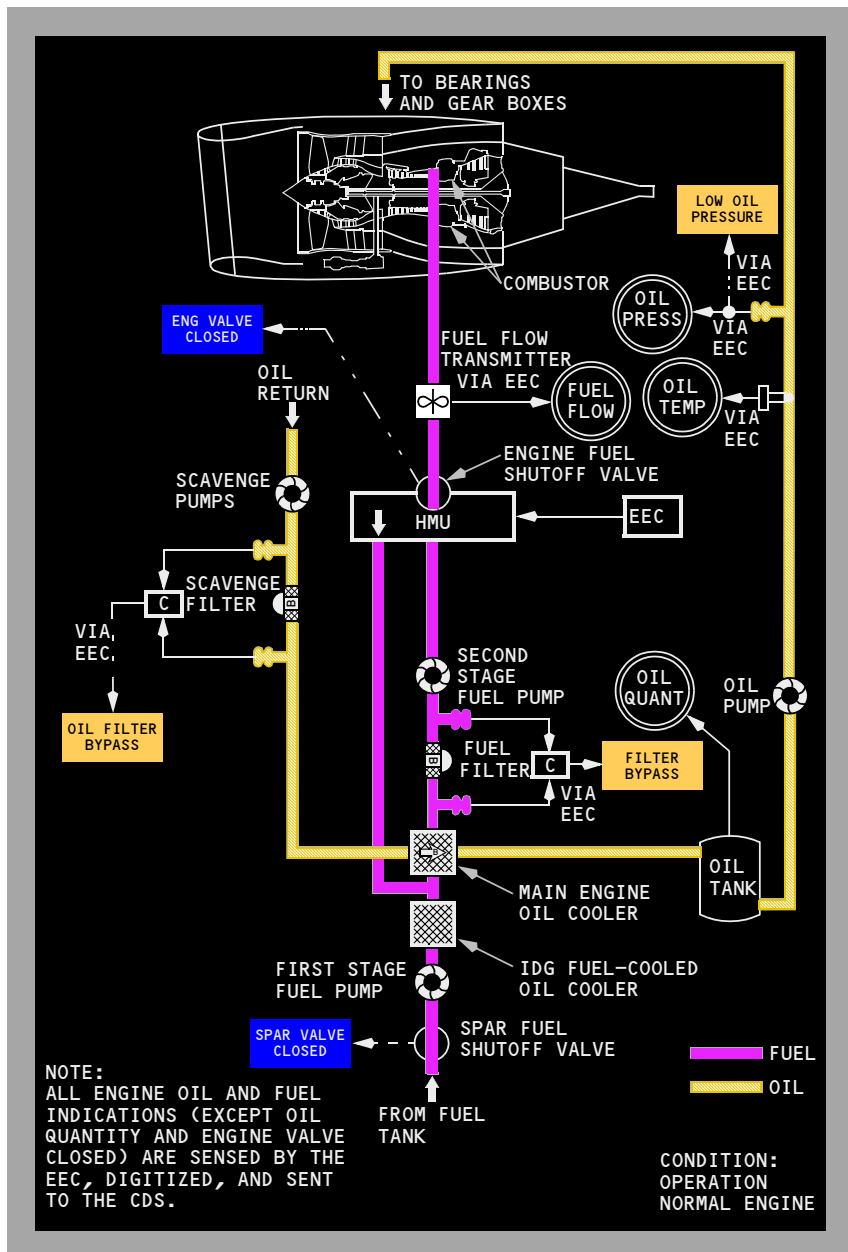 TO BEARINGS
AND GEAR BOXES
LOW OIL
PRESSURE
VIA
EEC
COMBUSTOR
OIL
PRESS
VIA
EEC
ENG VALVE
CLOSED
FUEL FLOW
TRANSMITTER
VIA EEC
OIL
RETURN
FUEL
FLOW
OIL
TEMP
VIA
EEC
ENGINE FUEL
SHUTOFF VALVE
SCAVENGE
PUMPS
HMU
EEC
SCAVENGE
FILTER
B
C
VIA
EEC
SECOND
STAGE
FUEL PUMP
OIL
QUANT
OIL
PUMP
OIL FILTER
BYPASS
FUEL
FILTER
B
C
FILTER
BYPASS
VIA
EEC
B
OIL
TANK
MAIN ENGINE
OIL COOLER
FIRST STAGE
FUEL PUMP
IDG FUEL-COOLED
OIL COOLER
SPAR VALVE
CLOSED
SPAR FUEL
SHUTOFF VALVE
FUEL
OIL
FROM FUEL
TANK
NOTE:
ALL ENGINE OIL AND FUEL
INDICATIONS (EXCEPT OIL
QUANTITY AND ENGINE VALVE
CLOSED) ARE SENSED BY THE
EEC, DIGITIZED, AND SENT
TO THE CDS.
CONDITION:
OPERATION
NORMAL ENGINE